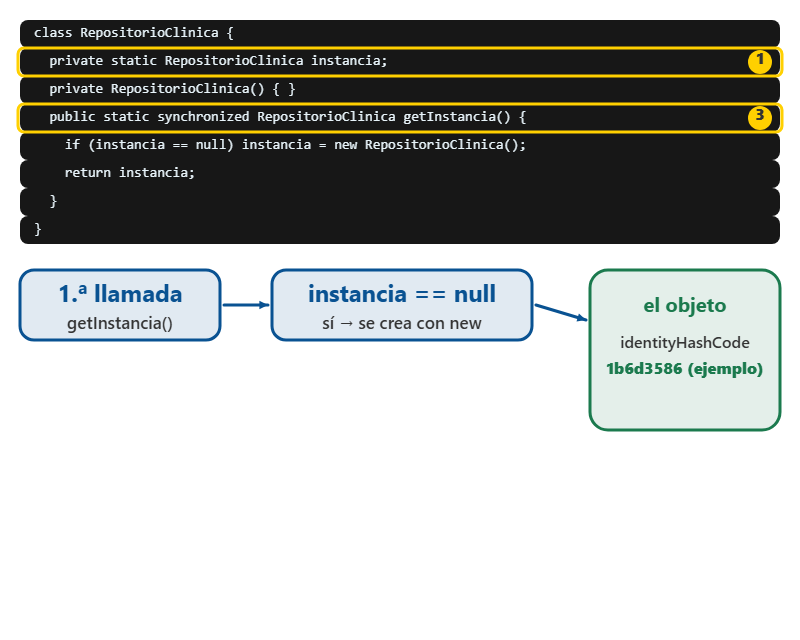 class RepositorioClinica {
private static RepositorioClinica instancia;
1
private RepositorioClinica() { }
public static synchronized RepositorioClinica getInstancia() {
3
if (instancia == null) instancia = new RepositorioClinica();
return instancia;
}
}
1.ª llamada
getInstancia()
instancia == null
sí → se crea con new
el objeto
identityHashCode
1b6d3586 (ejemplo)